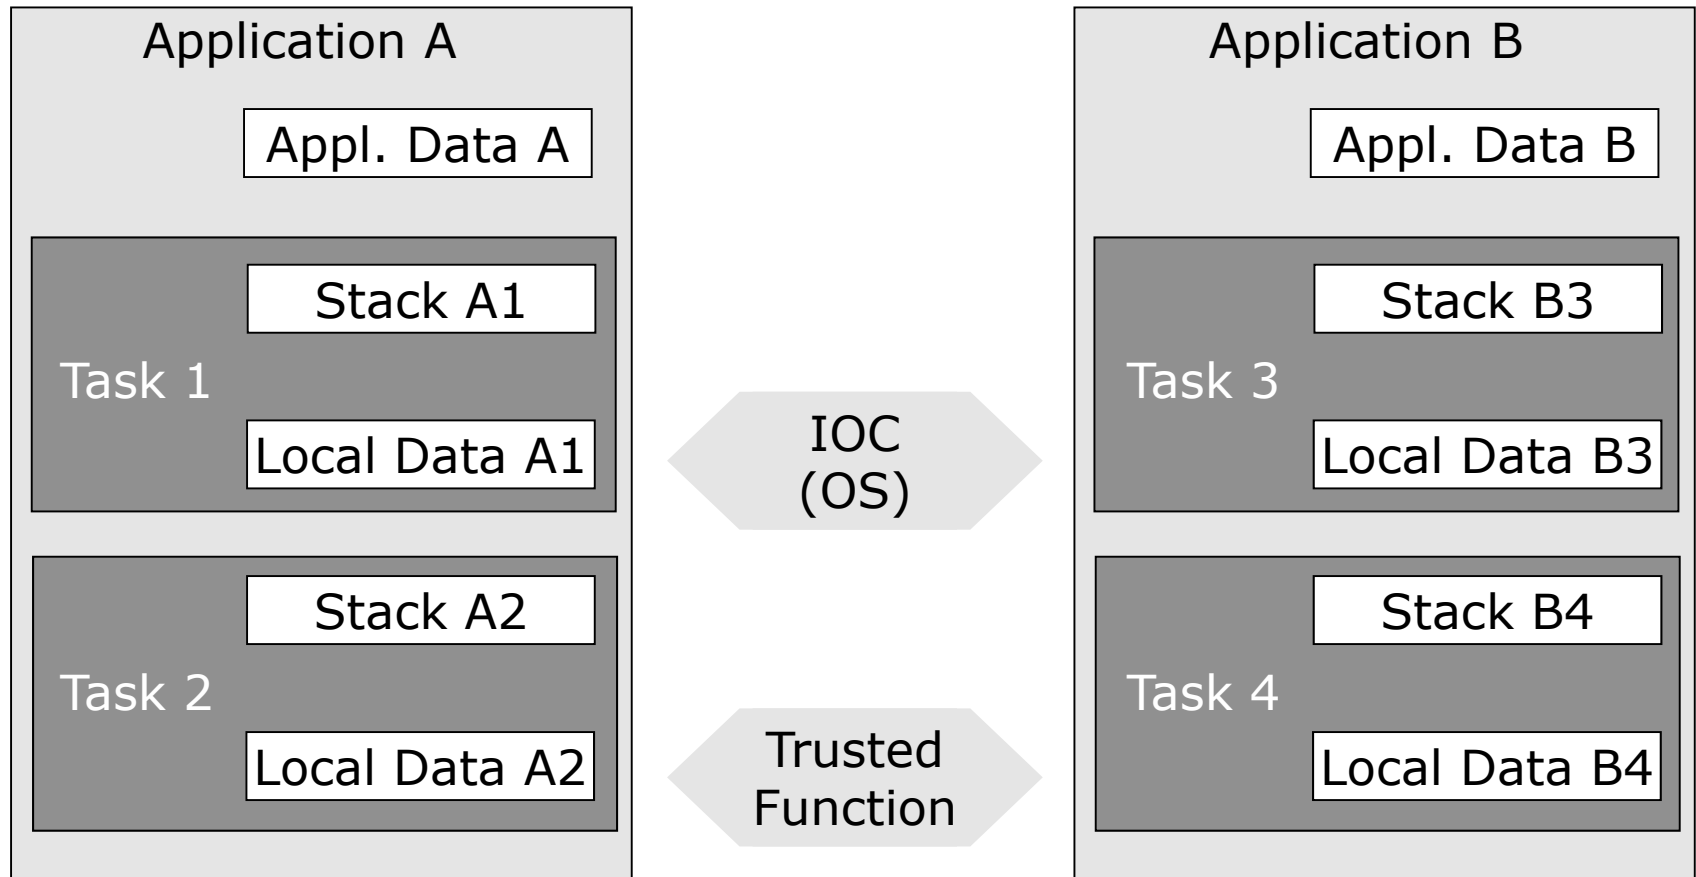 Application A
Appl. Data A
Stack A1
Task 1
Local Data A1
Stack A2
Task 2
Local Data A2
IOC
(OS)
Trusted
Function
Application B
Appl. Data B
Stack B3
Task 3
Local Data B3
Stack B4
Task 4
Local Data B4